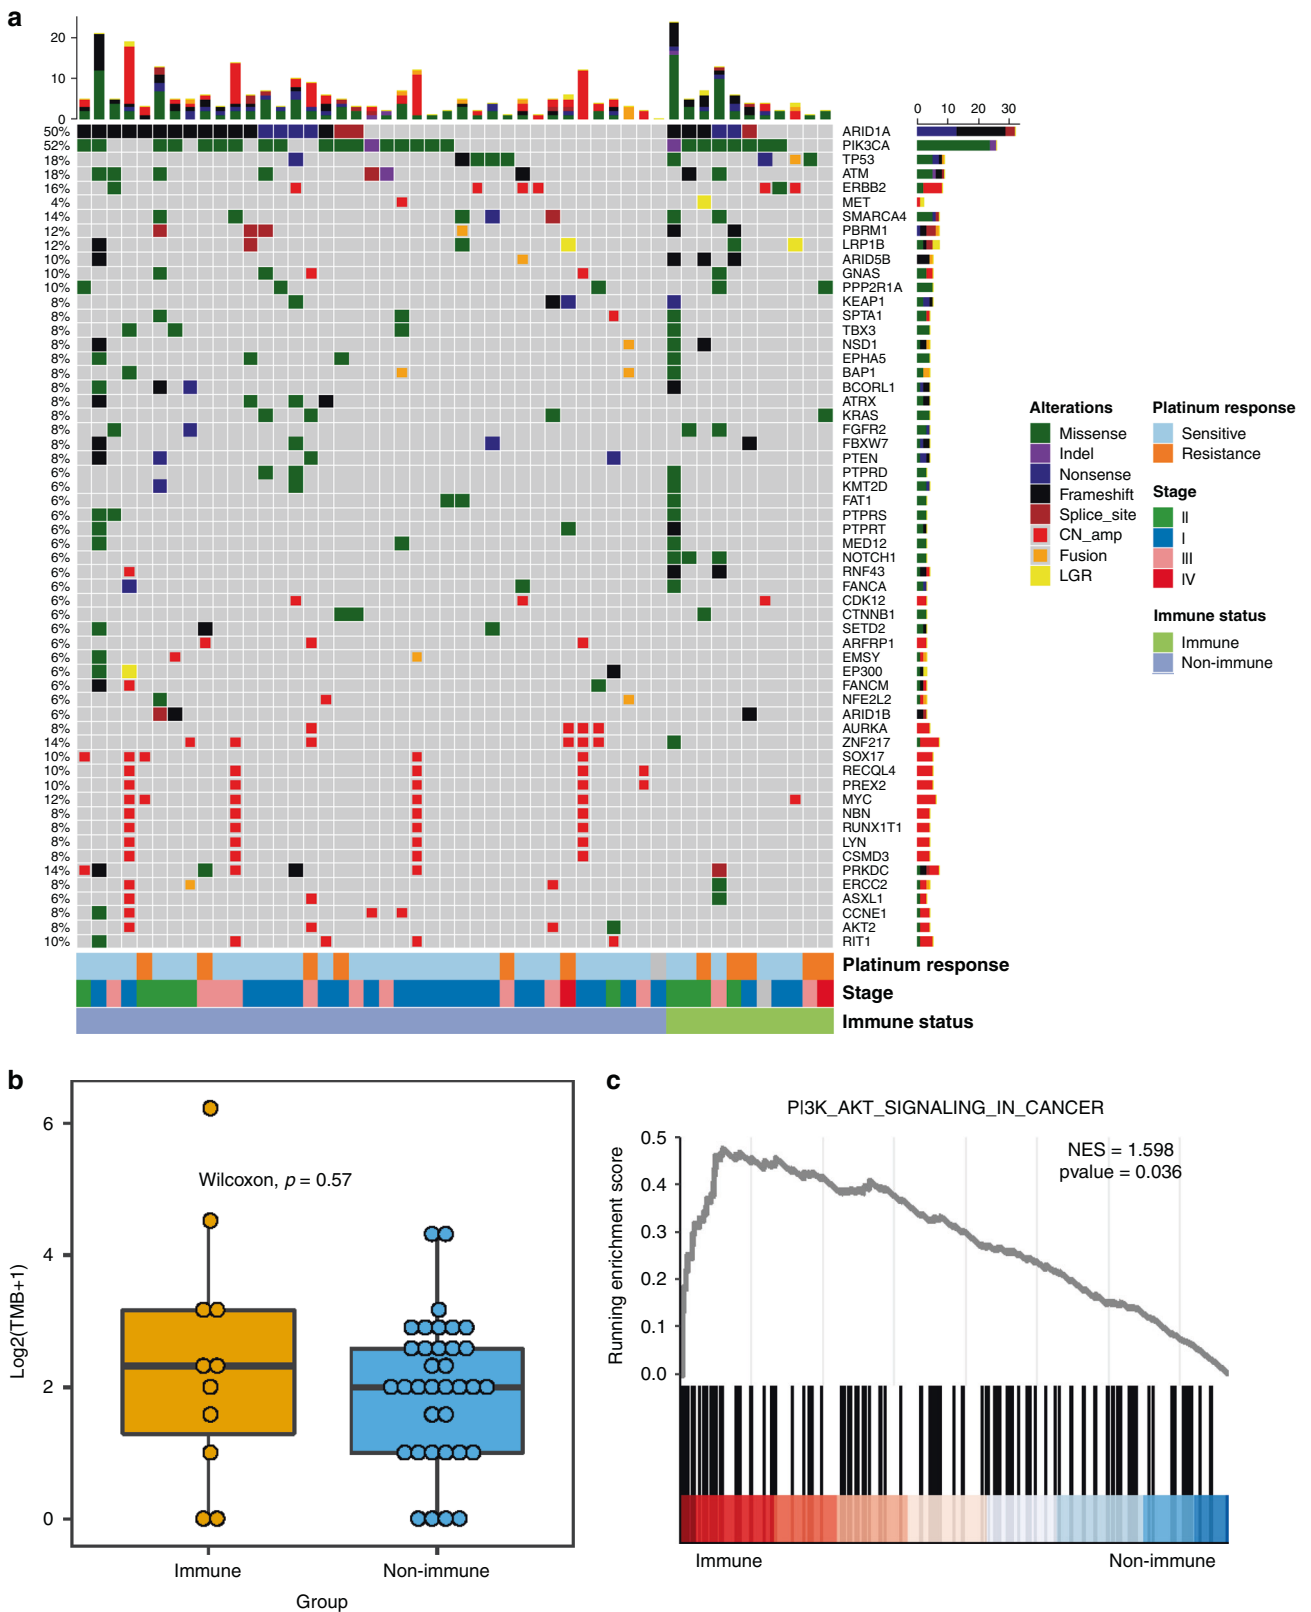 a
20
10
0
0 10 20 30
50% ARID1A
52% PIK3CA
18% TP53
18% ATM
16% ERBB2
4% MET
14% SMARCA4
12% PBRM1
12% LRP1B
10% ARID5B
10% GNAS
10% PPP2R1A
8% KEAP1
8% SPTA1
8% TBX3
8% NSD1
8% EPHA5
8% BAP1
8% BCORL1
8% ATRX
8% KRAS
8% FGFR2
8% FBXW7
8% PTEN
6% PTPRD
6% KMT2D
6% FAT1
6% PTPRS
6% PTPRT
6% MED12
6% NOTCH1
6% RNF43
6% FANCA
6% CDK12
6% CTNNB1
6% SETD2
6% ARFRP1
6% EMSY
6% EP300
6% FANCM
6% NFE2L2
6% ARID1B
8% AURKA
14% ZNF217
10% SOX17
10% RECQL4
10% PREX2
12% MYC
8% NBN
8% RUNX1T1
8% LYN
8% CSMD3
14% PRKDC
8% ERCC2
6% ASXL1
8% CCNE1
8% AKT2
10% RIT1
Platinum response
Stage
Immune status
Alterations
Missense
Indel
Nonsense
Frameshift
Splice_site
CN_amp
Fusion
LGR
Platinum response
Sensitive
Resistance
Stage
II
I
III
IV
Immune status
Immune
Non-immune
b
Log2(TMB+1)
6
4
2
0
Wilcoxon, p = 0.57
Immune Non-immune
Group
c
PI3K_AKT_SIGNALING_IN_CANCER
NES = 1.598
pvalue = 0.036
Running enrichment score
0.5
0.4
0.3
0.2
0.1
0.0
Immune Non-immune